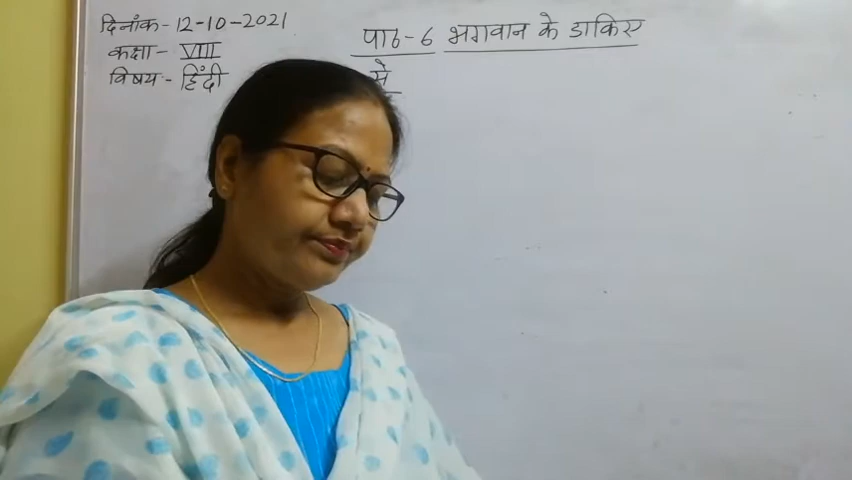 दिनांक- 12-10-2021
कक्षा- VIII
विषय- हिंदी
पाठ-6 भगवान के डाकिए
से